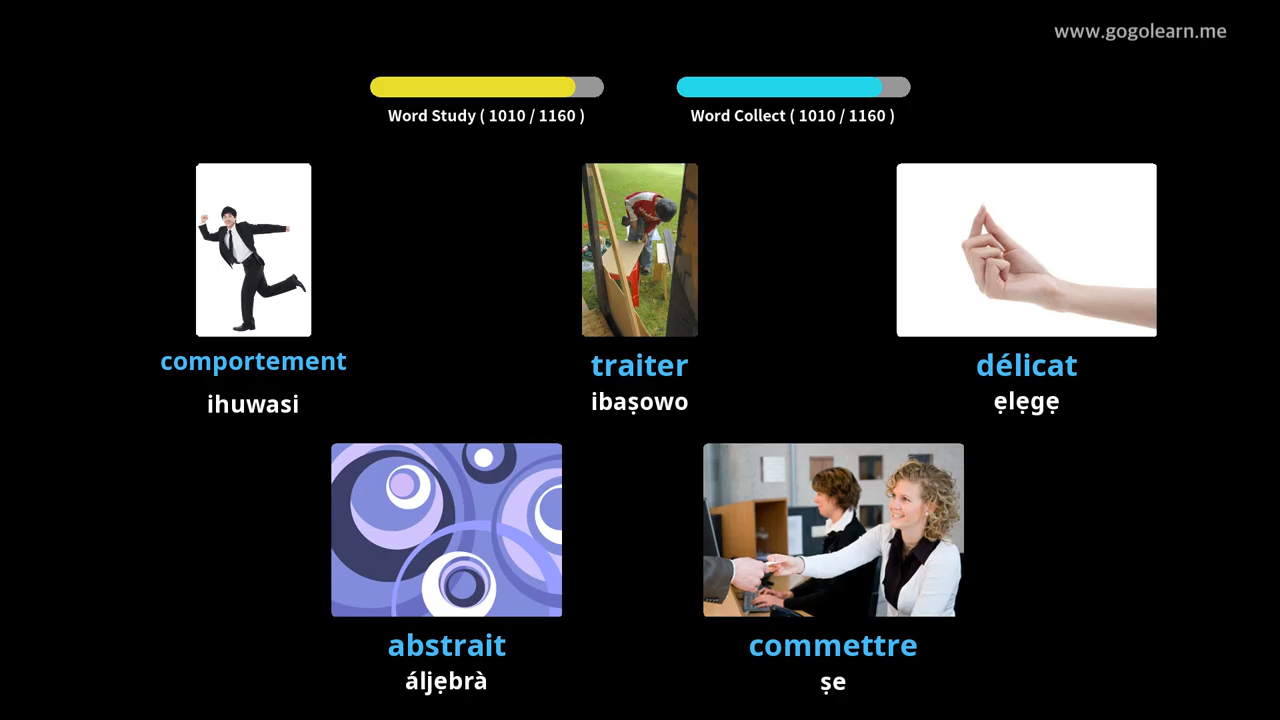 www.gogolearn.me
Word Study ( 1010 / 1160 )
Word Collect ( 1010 / 1160 )
comportement
ihuwasi
traiter
ibaṣowo
délicat
ẹlẹgẹ
abstrait
áljẹbrà
commettre
ṣe